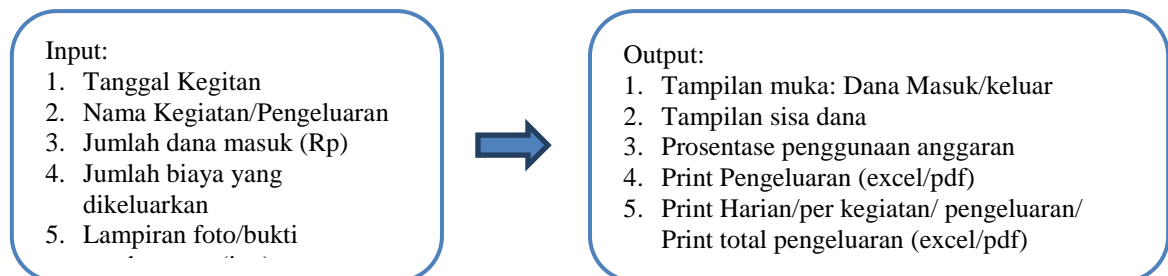 Input:
1. Tanggal Kegitan
2. Nama Kegiatan/Pengeluaran
3. Jumlah dana masuk (Rp)
4. Jumlah biaya yang
dikeluarkan
5. Lampiran foto/bukti
Output:
1. Tampilan muka: Dana Masuk/keluar
2. Tampilan sisa dana
3. Prosentase penggunaan anggaran
4. Print Pengeluaran (excel/pdf)
5. Print Harian/per kegiatan/ pengeluaran/
Print total pengeluaran (excel/pdf)